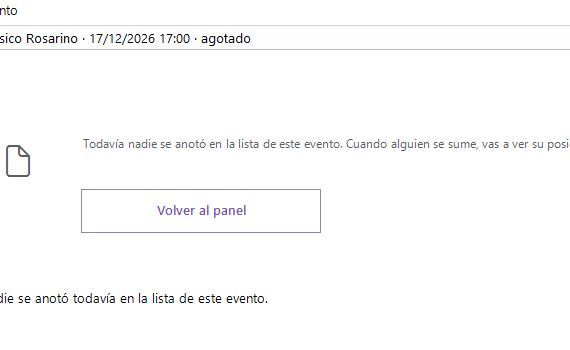 nto
sico Rosarino · 17/12/2026 17:00 · agotado
Todavía nadie se anotó en la lista de este evento. Cuando alguien se sume, vas a ver su posi
Volver al panel
die se anotó todavía en la lista de este evento.